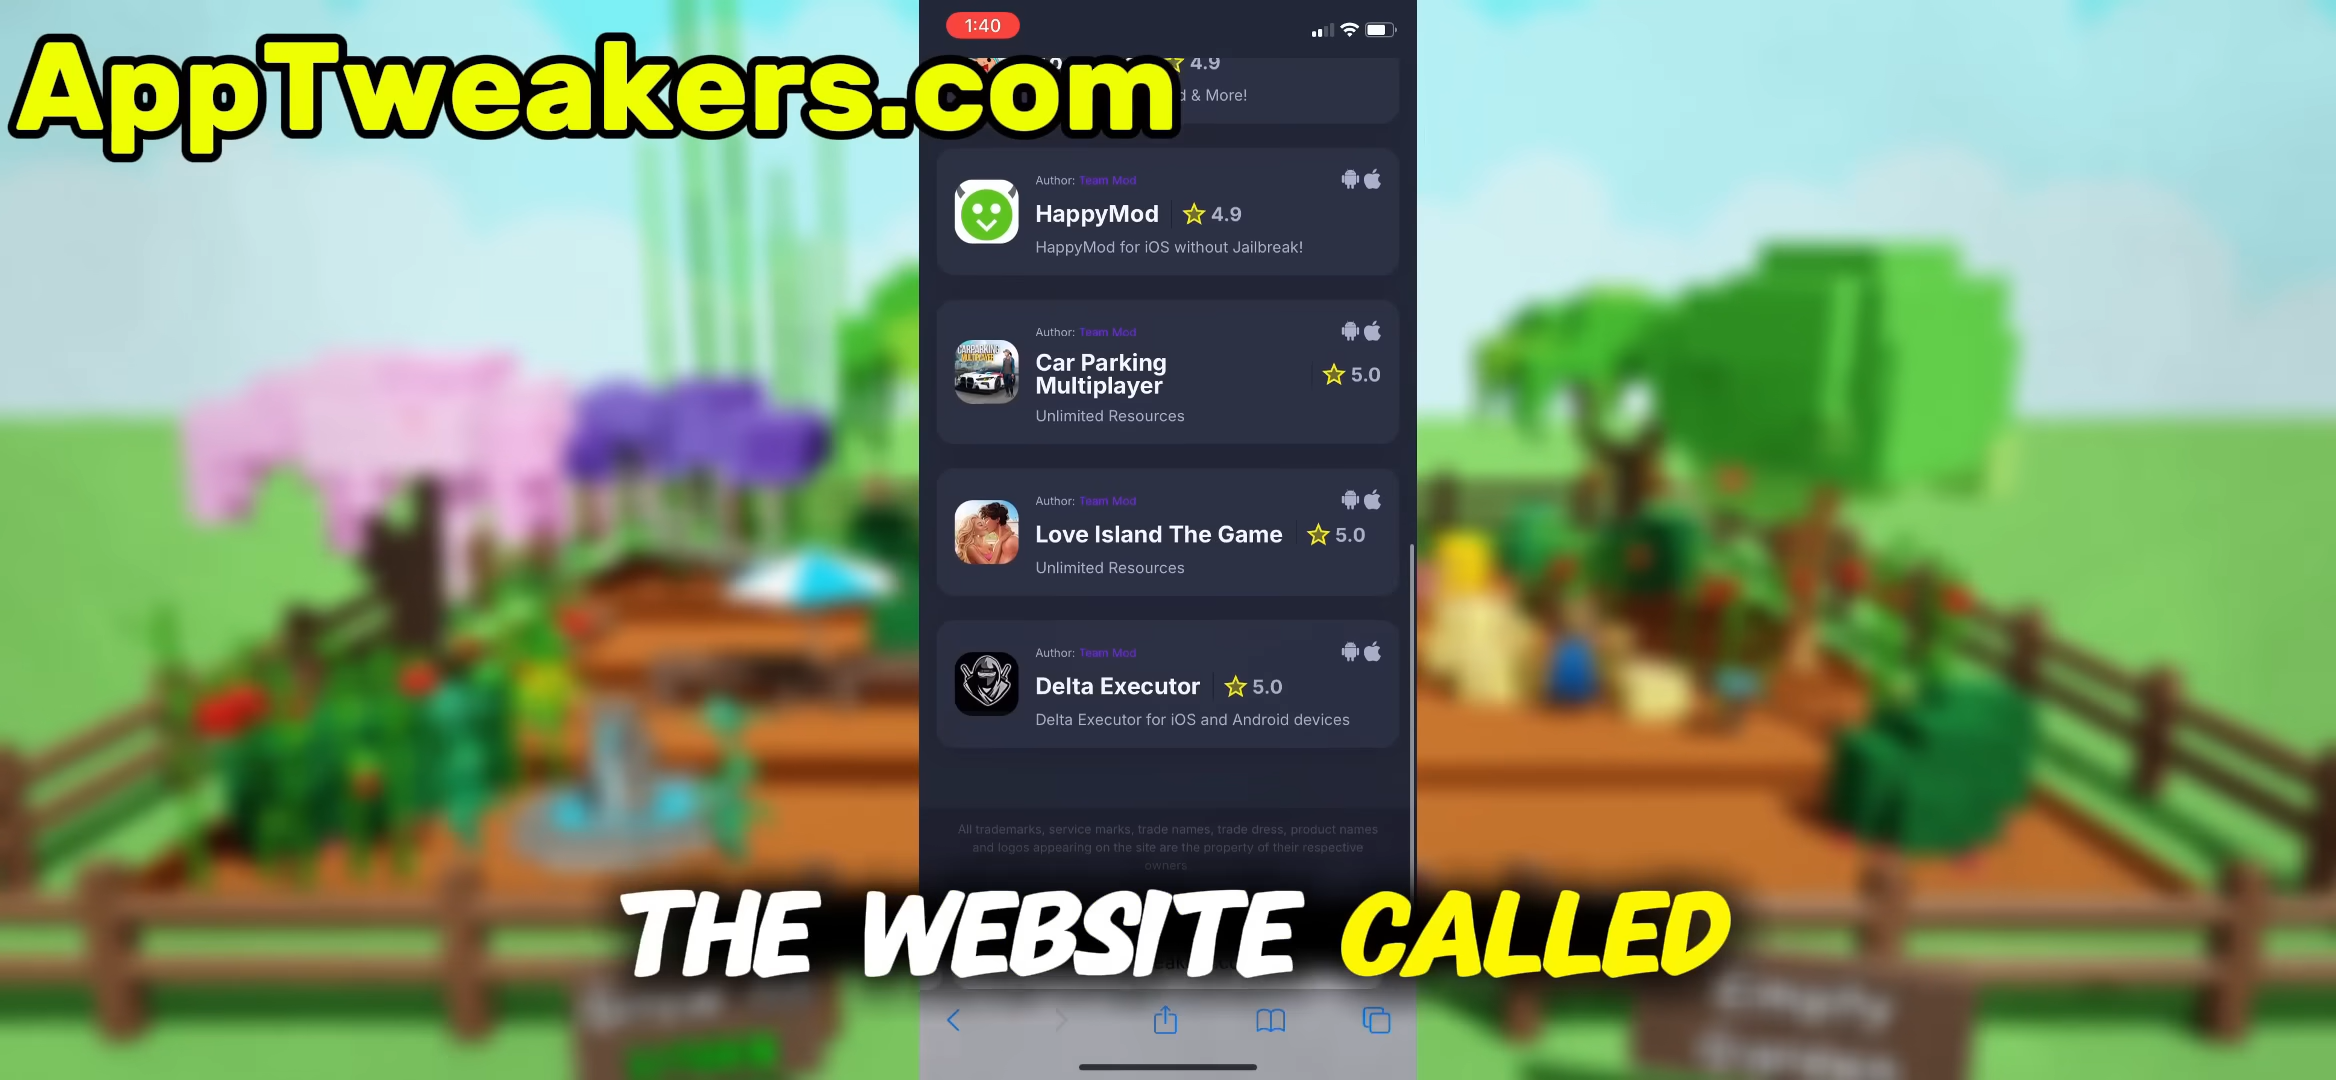 AppTweakers.com
1:40
4.9
d & More!
Author: Team Mod
HappyMod
4.9
HappyMod for iOS without Jailbreak!
Author: Team Mod
CARPARKING
MULTIPLAYER
Car Parking
Multiplayer
5.0
Unlimited Resources
Author: Team Mod
Love Island The Game
5.0
Unlimited Resources
Author: Team Mod
Delta Executor
5.0
Delta Executor for iOS and Android devices
All trademarks, service marks, trade names, trade dress, product names
and logos appearing on the site are the property of their respective
owners
THE WEBSITE CALLED
Empty
Garden